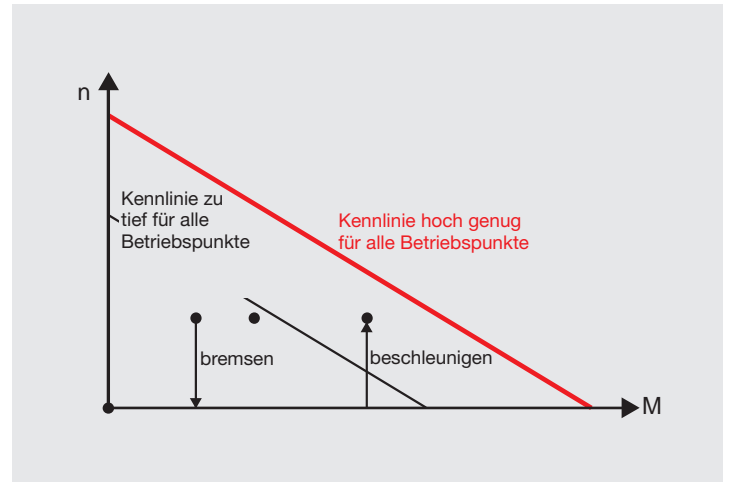 n
Kennlinie zu
tief für alle
Betriebspunkte
Kennlinie hoch genug
für alle Betriebspunkte
bremsen
beschleunigen
M